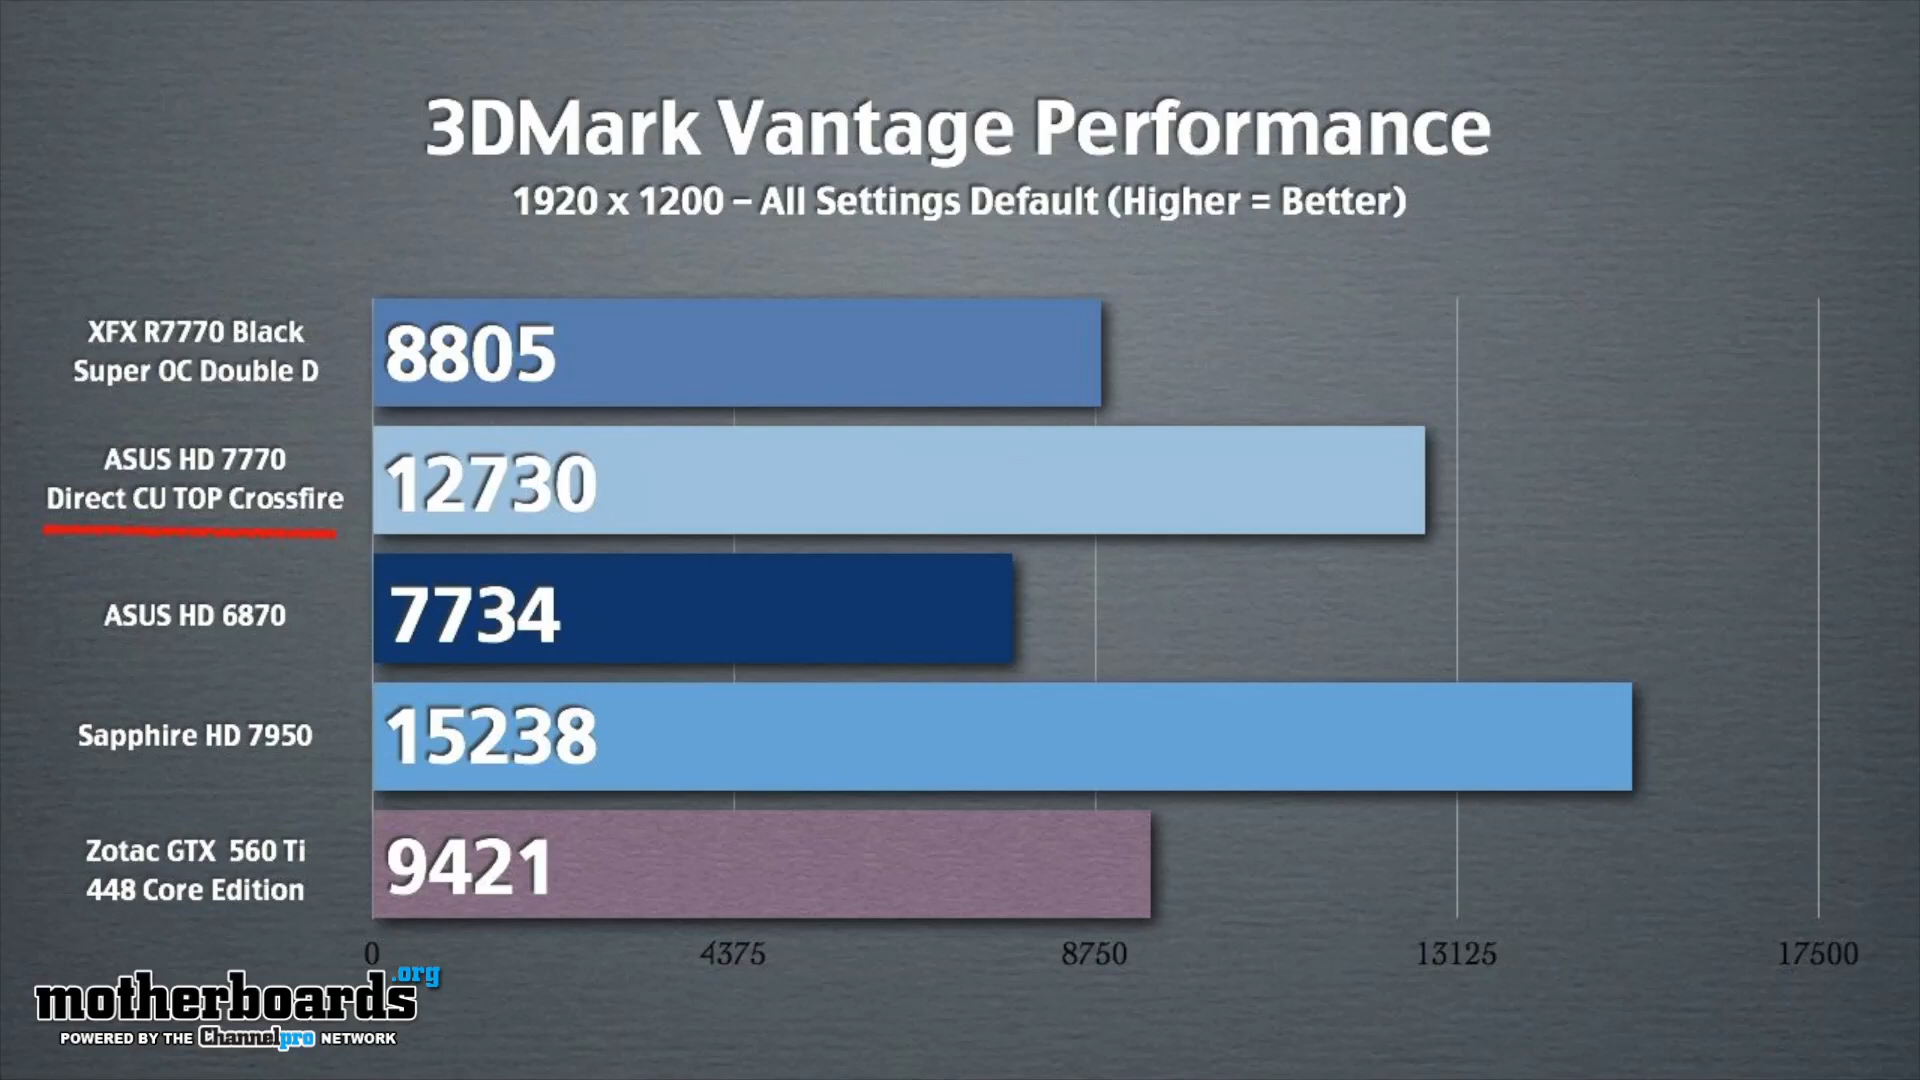 3DMark Vantage Performance
1920 x 1200 – All Settings Default (Higher = Better)
XFX R7770 Black
Super OC Double D
8805
ASUS HD 7770
Direct CU TOP Crossfire
12730
ASUS HD 6870
7734
Sapphire HD 7950
15238
Zotac GTX 560 Ti
448 Core Edition
9421
0 4375 8750 13125 17500
motherboards.org
POWERED BY THE Channelpro NETWORK